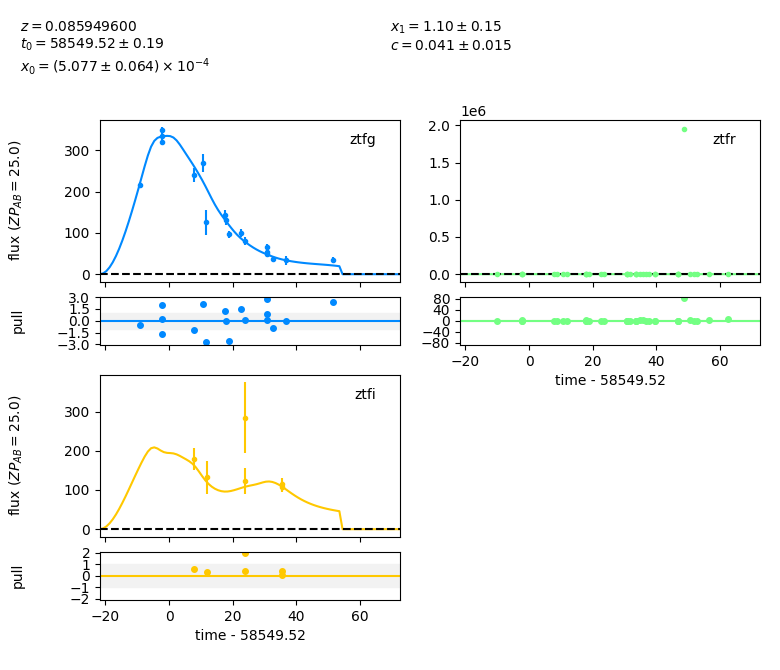 z = 0.085949600
t₀ = 58549.52 ± 0.19
x₀ = (5.077 ± 0.064) × 10⁻⁴
x₁ = 1.10 ± 0.15
c = 0.041 ± 0.015
ztfg
flux (ZP_AB = 25.0)
300
200
100
0
pull
3.0
1.5
0.0
−1.5
−3.0
1e6
ztfr
2.0
1.5
1.0
0.5
0.0
80
40
0
−40
−80
−20 0 20 40 60
time - 58549.52
ztfi
flux (ZP_AB = 25.0)
300
200
100
0
pull
2
1
0
−1
−2
−20 0 20 40 60
time - 58549.52